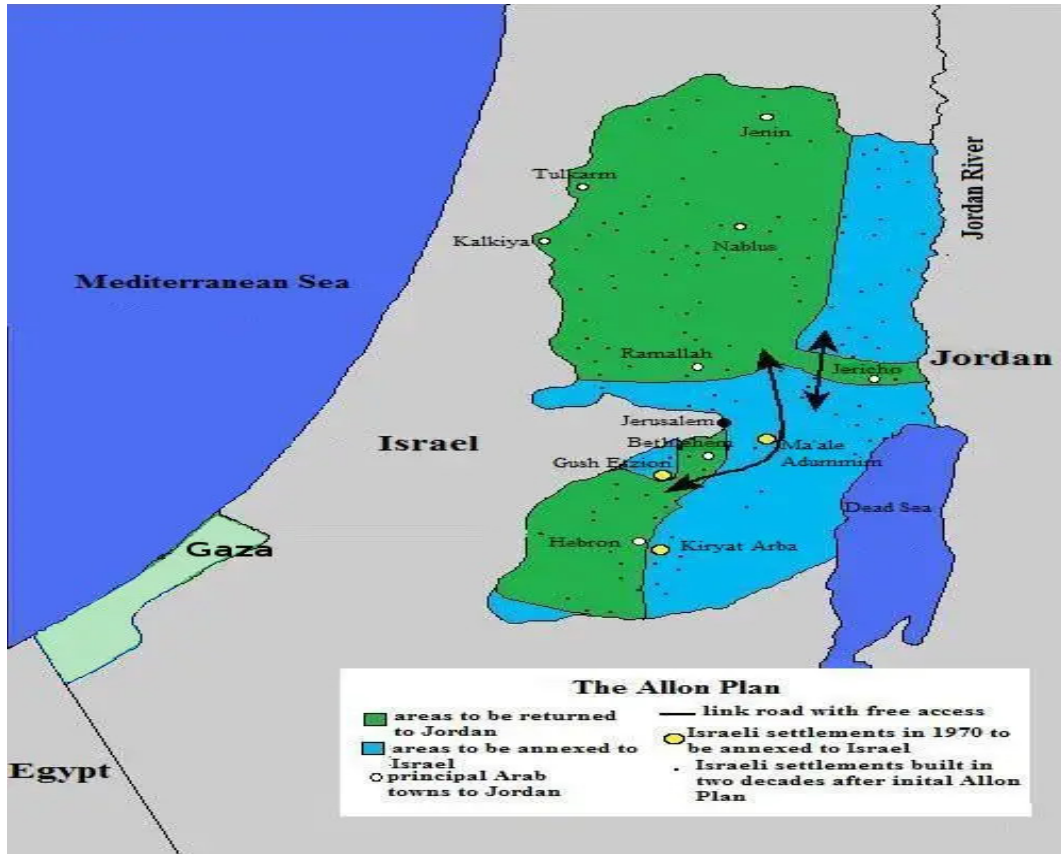 Jenin
Tulkarm
Jordan River
Kalkiya
Nablus
Mediterranean Sea
Ramallah
Jericho
Jordan
Jerusalem
Israel
Bethlehem
Ma'ale
Adummim
Gush Etzion
Dead Sea
Gaza
Hebron
Kiryat Arba
Egypt
The Allon Plan
areas to be returned
to Jordan
areas to be annexed to
Israel
principal Arab
towns to Jordan
link road with free access
Israeli settlements in 1970 to
be annexed to Israel
Israeli settlements built in
two decades after inital Allon
Plan